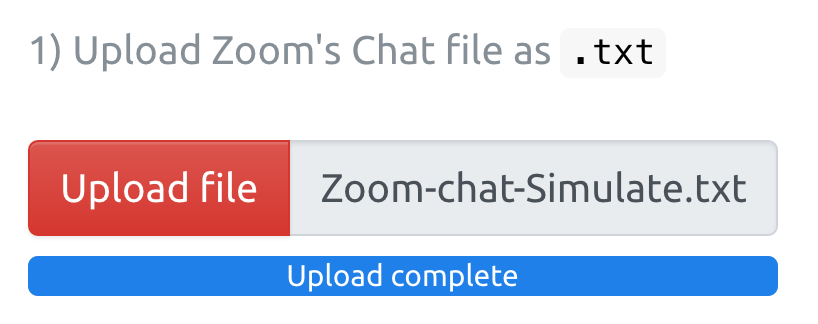 1) Upload Zoom's Chat file as .txt
Upload file Zoom-chat-Simulate.txt
Upload complete